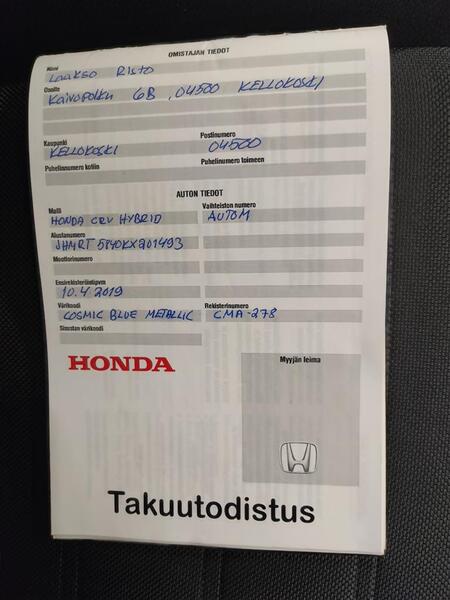 OMISTAJAN TIEDOT
Nimi
LAAKSO RISTO
Osoite
KAIVOPOLKU 6B, 04500 KELLOKOSKI
Kaupunki Postinumero
KELLOKOSKI 04500
Puhelinnumero kotiin Puhelinnumero toimeen
AUTON TIEDOT
Malli Vaihteiston numero
HONDA CRV HYBRID AUTOM
Alustanumero
JHMRT5840KX201493
Moottorinumero
Ensirekisteröintipvm
10.4.2019
Värikoodi Rekisterinumero
COSMIC BLUE METALLIC CMA-278
Sisustan värikoodi
HONDA
Myyjän leima
Takuutodistus